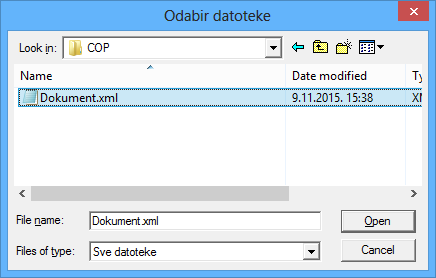 Odabir datoteke
Look in: COP
Name Date modified Ty
Dokument.xml 9.11.2015. 15:38 XM
File name: Dokument.xml Open
Files of type: Sve datoteke Cancel